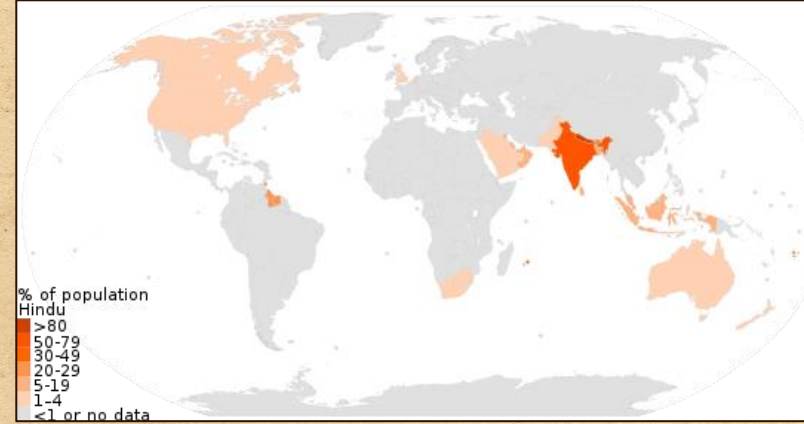 % of population
Hindu
>80
50-79
30-49
20-29
5-19
1-4
<1 or no data